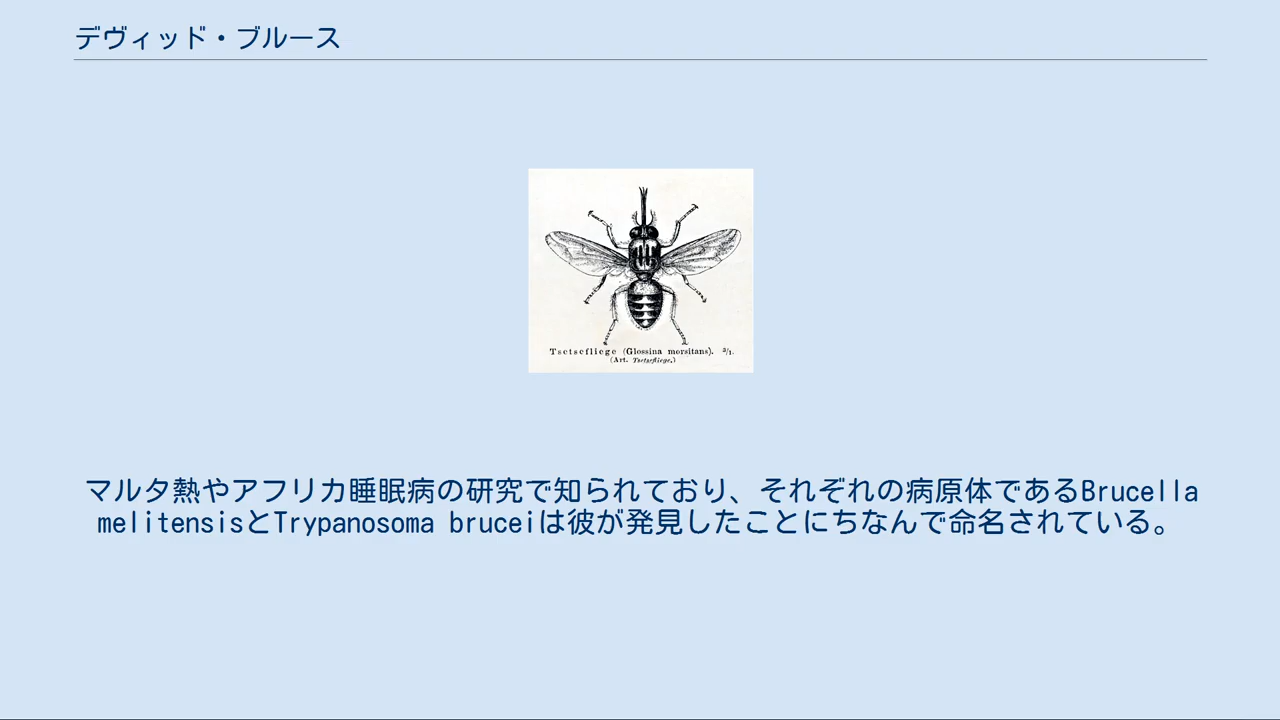 デヴィッド・ブルース
Tsetsefliege (Glossina morsitans). ³/₁.
(Art. Tsetsefliege.)
マルタ熱やアフリカ睡眠病の研究で知られており、それぞれの病原体であるBrucella
melitensisとTrypanosoma bruceiは彼が発見したことにちなんで命名されている。